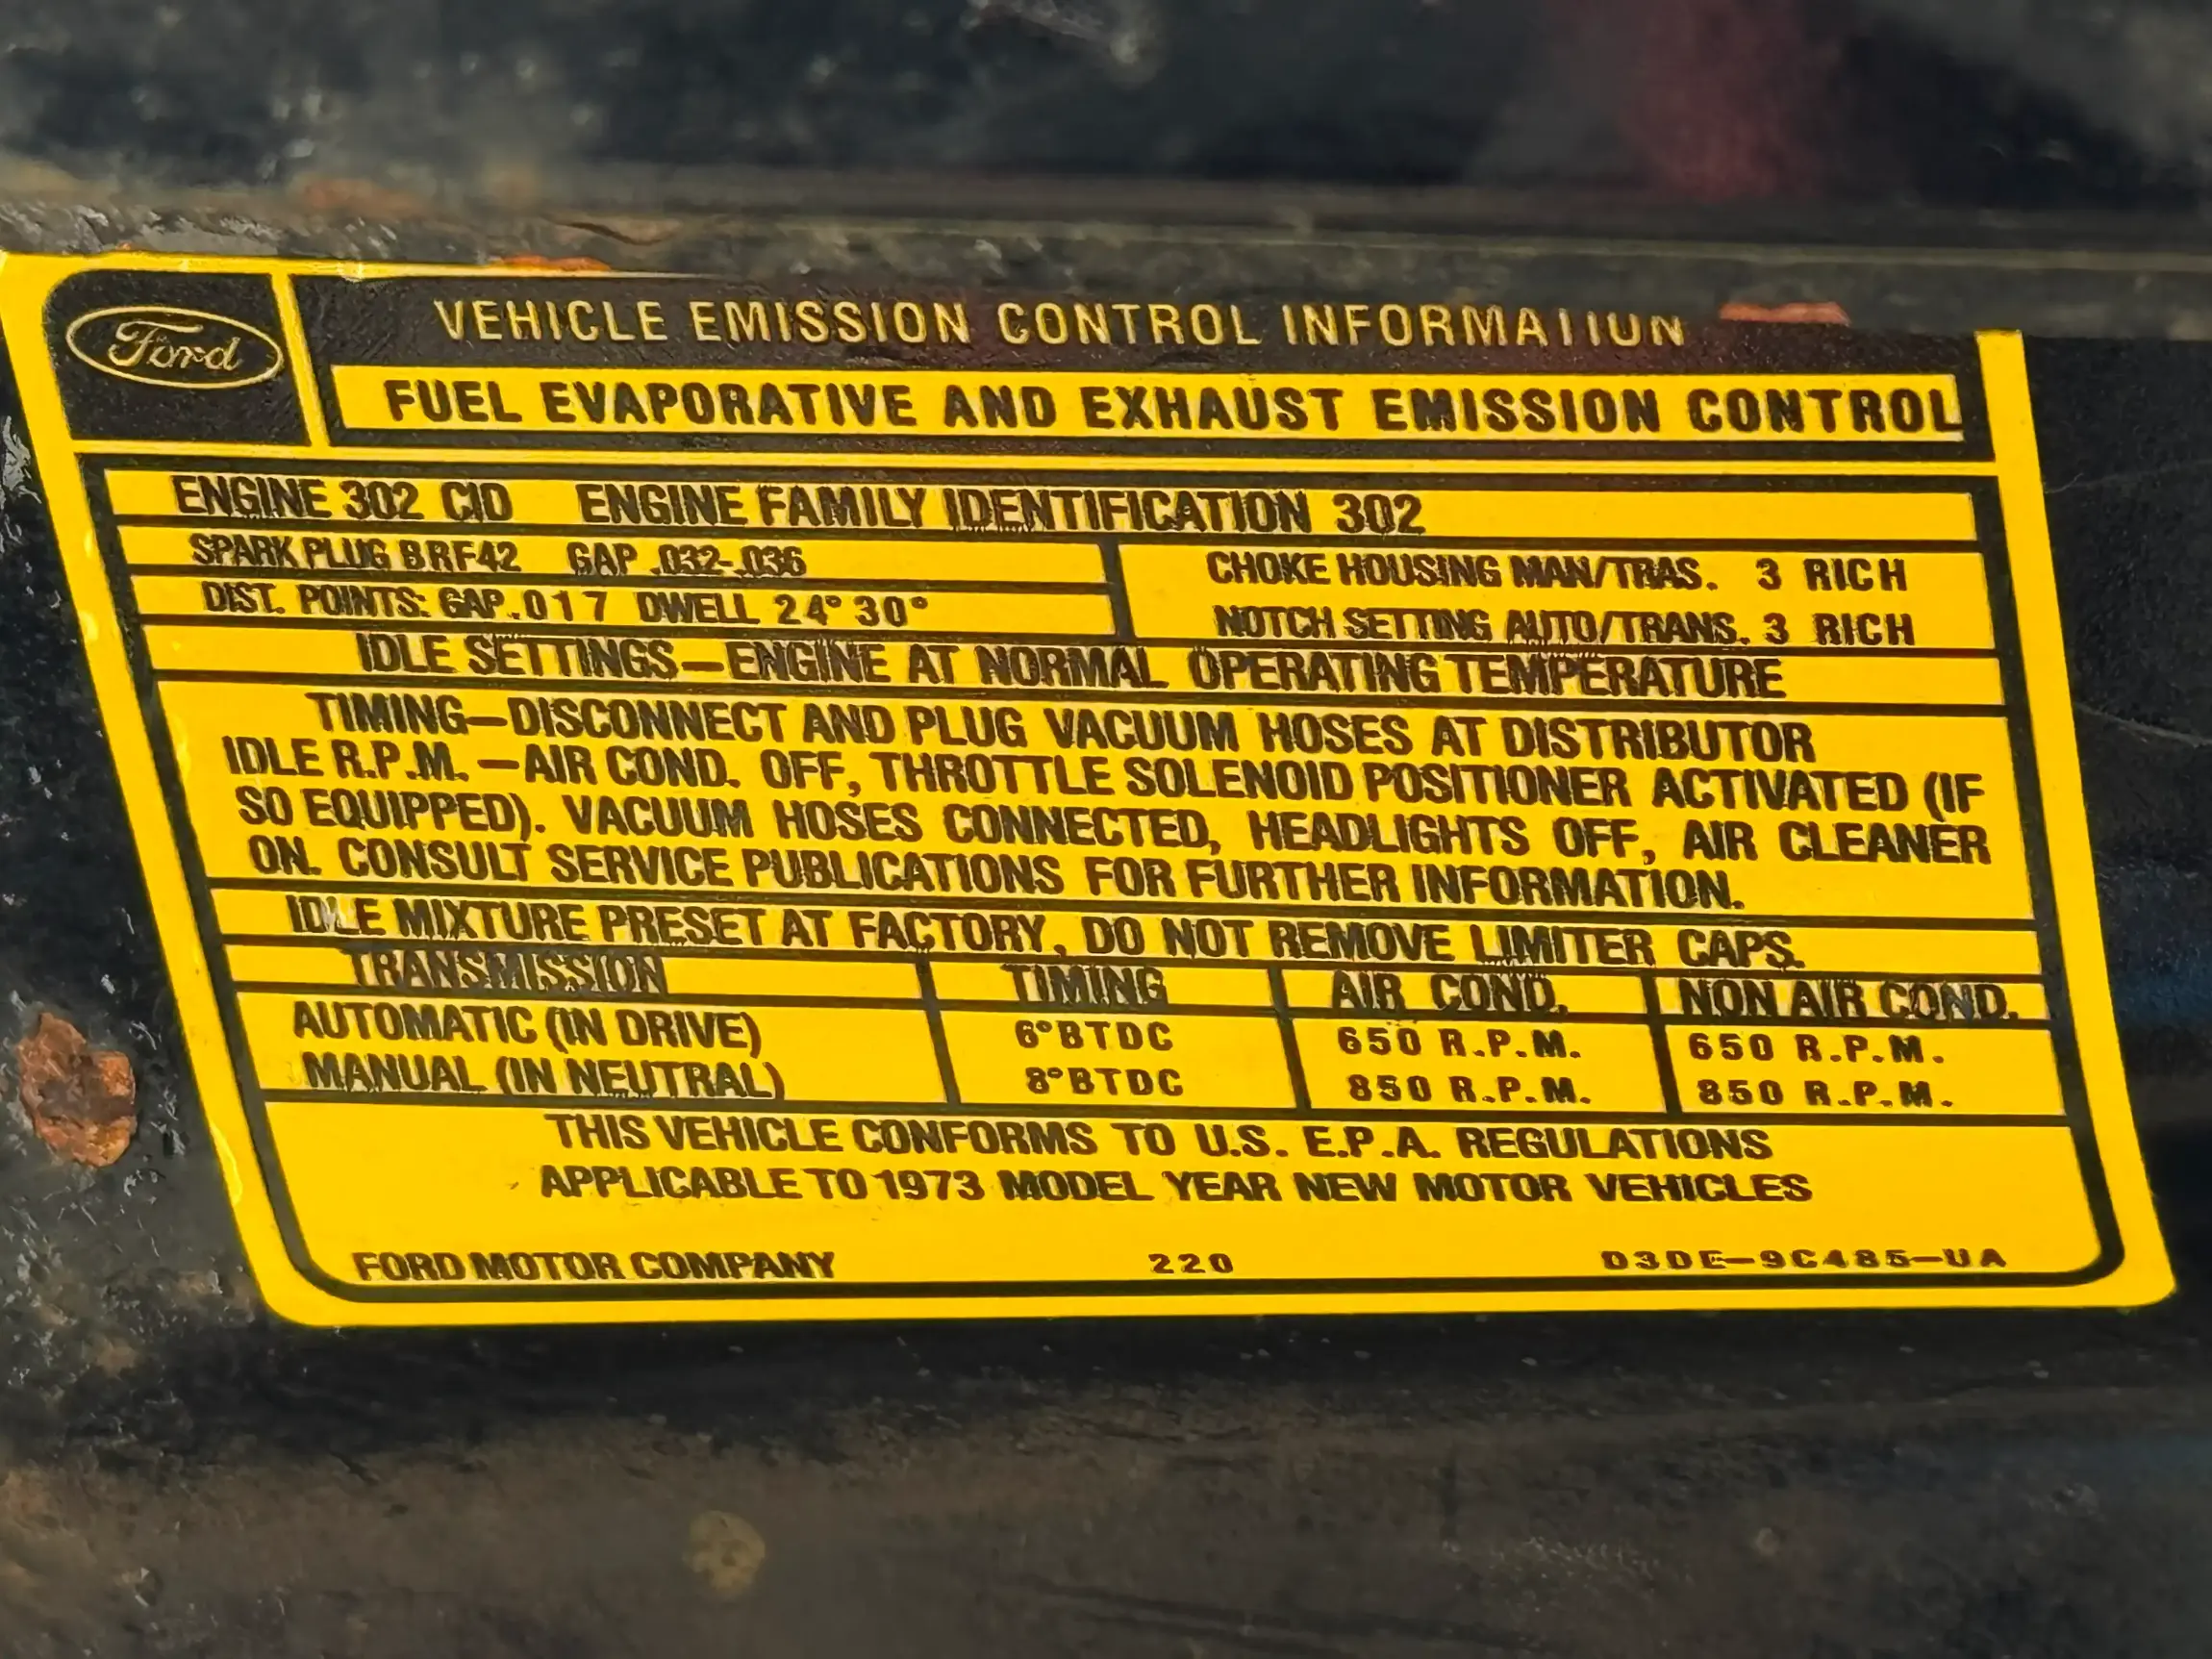 Ford
VEHICLE EMISSION CONTROL INFORMATION
FUEL EVAPORATIVE AND EXHAUST EMISSION CONTROL
ENGINE 302 CID ENGINE FAMILY IDENTIFICATION 302
SPARK PLUG BRF42 GAP .032-.036
DIST. POINTS: GAP .017 DWELL 24° 30°
CHOKE HOUSING MAN/TRAS. 3 RICH
NOTCH SETTING AUTO/TRANS. 3 RICH
IDLE SETTINGS—ENGINE AT NORMAL OPERATING TEMPERATURE
TIMING—DISCONNECT AND PLUG VACUUM HOSES AT DISTRIBUTOR
IDLE R.P.M. —AIR COND. OFF, THROTTLE SOLENOID POSITIONER ACTIVATED (IF
SO EQUIPPED). VACUUM HOSES CONNECTED, HEADLIGHTS OFF, AIR CLEANER
ON. CONSULT SERVICE PUBLICATIONS FOR FURTHER INFORMATION.
IDLE MIXTURE PRESET AT FACTORY, DO NOT REMOVE LIMITER CAPS.
TRANSMISSION TIMING AIR COND. NON AIR COND.
AUTOMATIC (IN DRIVE) 6°BTDC 650 R.P.M. 650 R.P.M.
MANUAL (IN NEUTRAL) 8°BTDC 850 R.P.M. 850 R.P.M.
THIS VEHICLE CONFORMS TO U.S. E.P.A. REGULATIONS
APPLICABLE TO 1973 MODEL YEAR NEW MOTOR VEHICLES
FORD MOTOR COMPANY 220 D3DE-9C485-UA